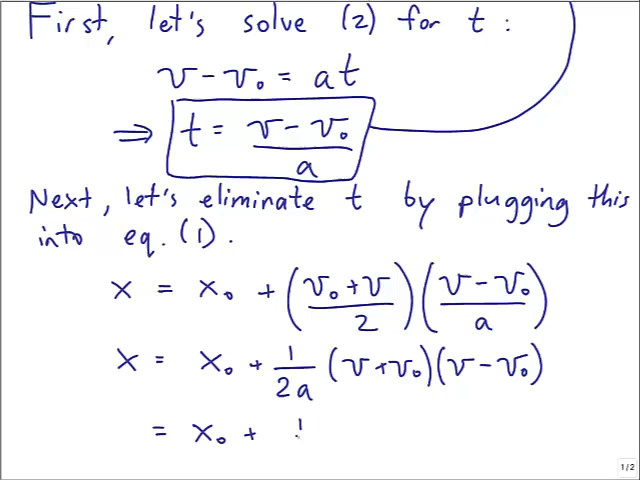 First, let's solve (2) for t:
v - v₀ = at
⇒ t = (v - v₀)/a
Next, let's eliminate t by plugging this
into eq. (1).
x = x₀ + ((v₀ + v)/2)((v - v₀)/a)
x = x₀ + 1/2a (v + v₀)(v - v₀)
= x₀ + 1
1/2